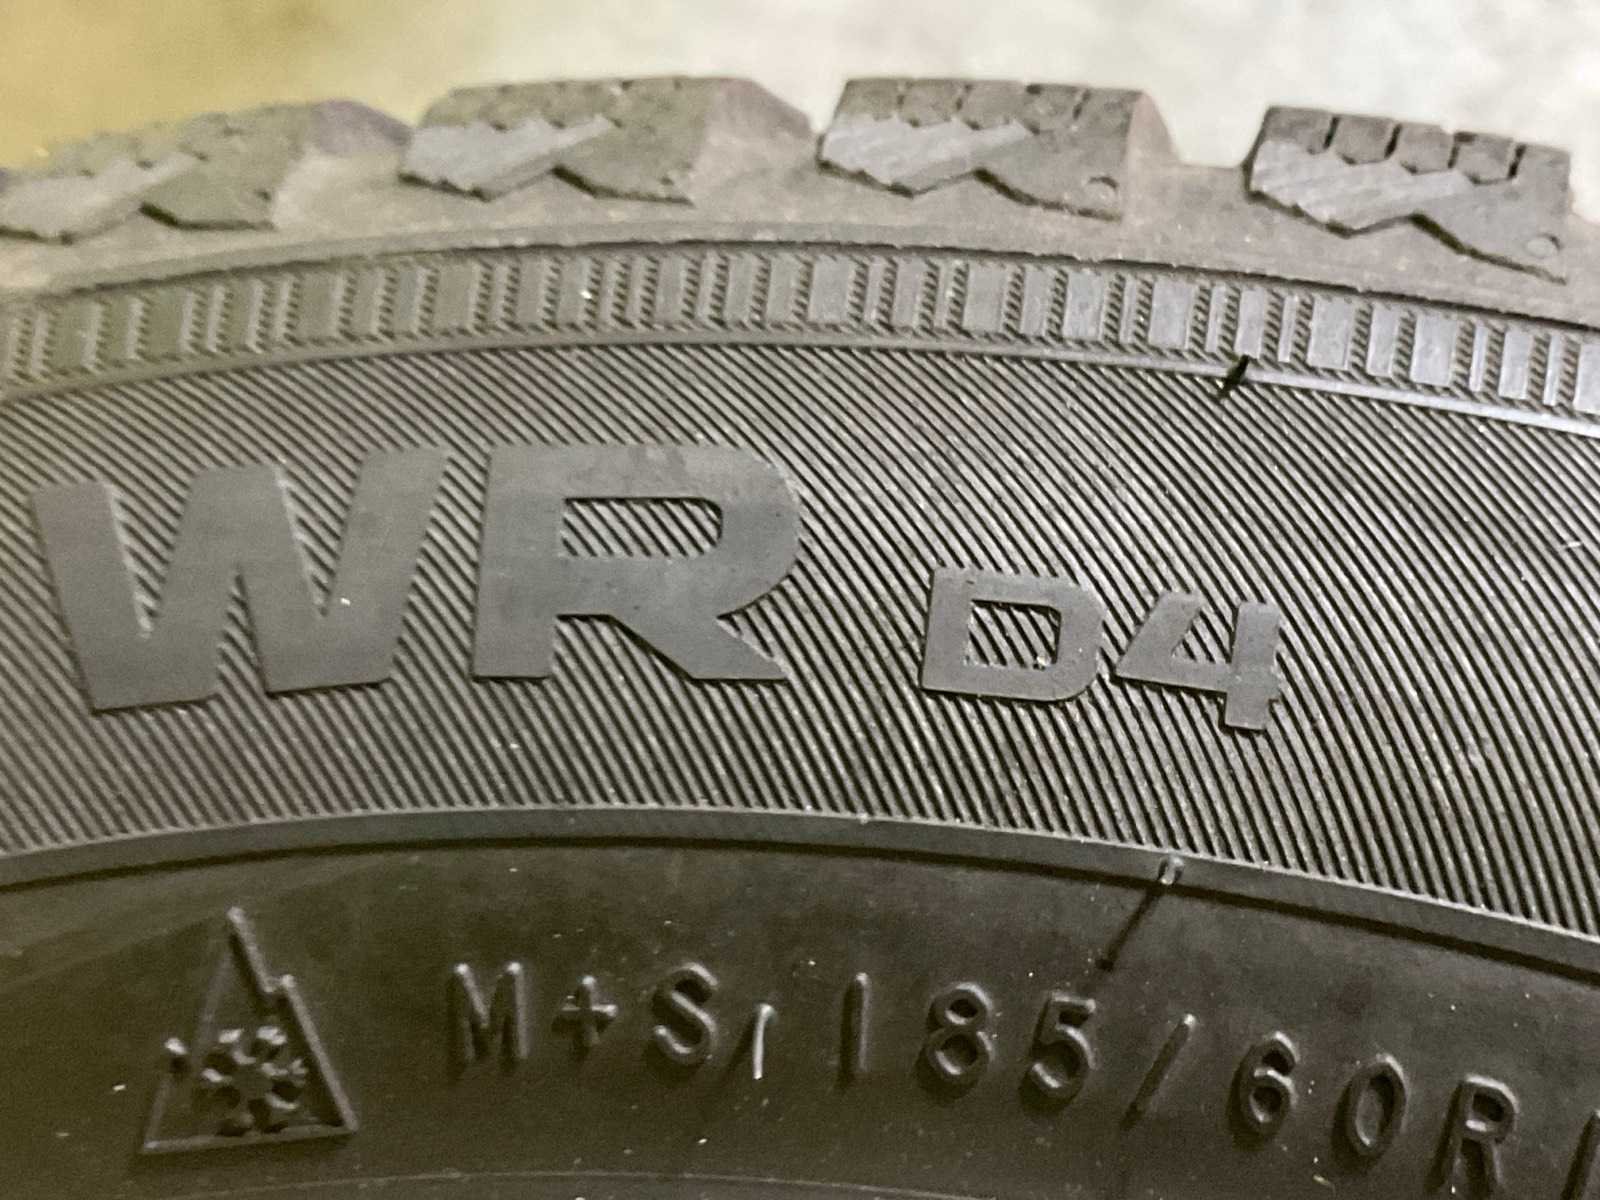 WR D4
M+S, 185/60R